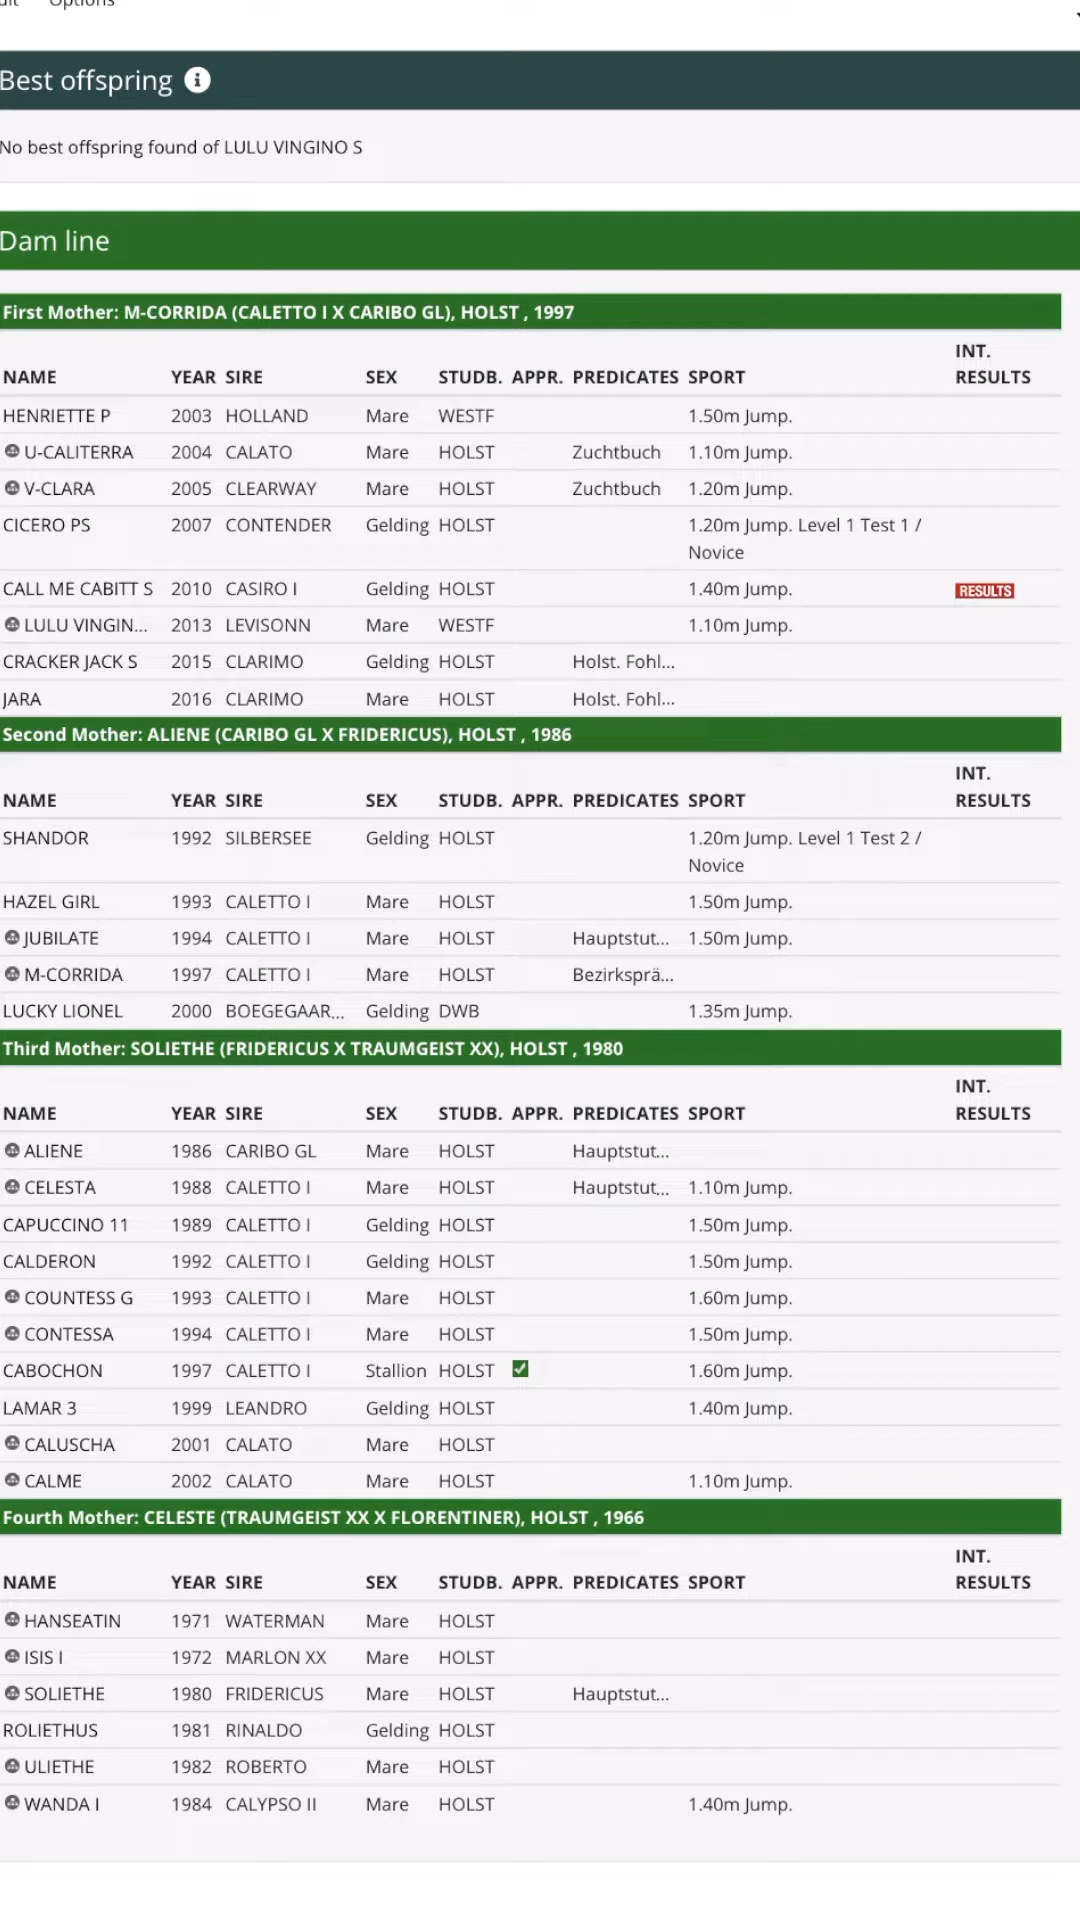 Options
Best offspring
No best offspring found of LULU VINGINO S
Dam line
First Mother: M-CORRIDA (CALETTO I X CARIBO GL), HOLST , 1997
NAME YEAR SIRE SEX STUDB. APPR. PREDICATES SPORT INT. RESULTS
HENRIETTE P 2003 HOLLAND Mare WESTF 1.50m Jump.
U-CALITERRA 2004 CALATO Mare HOLST Zuchtbuch 1.10m Jump.
V-CLARA 2005 CLEARWAY Mare HOLST Zuchtbuch 1.20m Jump.
CICERO PS 2007 CONTENDER Gelding HOLST 1.20m Jump. Level 1 Test 1 /
Novice
CALL ME CABITT S 2010 CASIRO I Gelding HOLST 1.40m Jump. RESULTS
LULU VINGIN... 2013 LEVISONN Mare WESTF 1.10m Jump.
CRACKER JACK S 2015 CLARIMO Gelding HOLST Holst. Fohl...
JARA 2016 CLARIMO Mare HOLST Holst. Fohl...
Second Mother: ALIENE (CARIBO GL X FRIDERICUS), HOLST , 1986
NAME YEAR SIRE SEX STUDB. APPR. PREDICATES SPORT INT. RESULTS
SHANDOR 1992 SILBERSEE Gelding HOLST 1.20m Jump. Level 1 Test 2 /
Novice
HAZEL GIRL 1993 CALETTO I Mare HOLST 1.50m Jump.
JUBILATE 1994 CALETTO I Mare HOLST Hauptstut... 1.50m Jump.
M-CORRIDA 1997 CALETTO I Mare HOLST Bezirksprä...
LUCKY LIONEL 2000 BOEGEGAAR... Gelding DWB 1.35m Jump.
Third Mother: SOLIETHE (FRIDERICUS X TRAUMGEIST XX), HOLST , 1980
NAME YEAR SIRE SEX STUDB. APPR. PREDICATES SPORT INT. RESULTS
ALIENE 1986 CARIBO GL Mare HOLST Hauptstut...
CELESTA 1988 CALETTO I Mare HOLST Hauptstut... 1.10m Jump.
CAPUCCINO 11 1989 CALETTO I Gelding HOLST 1.50m Jump.
CALDERON 1992 CALETTO I Gelding HOLST 1.50m Jump.
COUNTESS G 1993 CALETTO I Mare HOLST 1.60m Jump.
CONTESSA 1994 CALETTO I Mare HOLST 1.50m Jump.
CABOCHON 1997 CALETTO I Stallion HOLST 1.60m Jump.
LAMAR 3 1999 LEANDRO Gelding HOLST 1.40m Jump.
CALUSCHA 2001 CALATO Mare HOLST
CALME 2002 CALATO Mare HOLST 1.10m Jump.
Fourth Mother: CELESTE (TRAUMGEIST XX X FLORENTINER), HOLST , 1966
NAME YEAR SIRE SEX STUDB. APPR. PREDICATES SPORT INT. RESULTS
HANSEATIN 1971 WATERMAN Mare HOLST
ISIS I 1972 MARLON XX Mare HOLST
SOLIETHE 1980 FRIDERICUS Mare HOLST Hauptstut...
ROLIETHUS 1981 RINALDO Gelding HOLST
ULIETHE 1982 ROBERTO Mare HOLST
WANDA I 1984 CALYPSO II Mare HOLST 1.40m Jump.